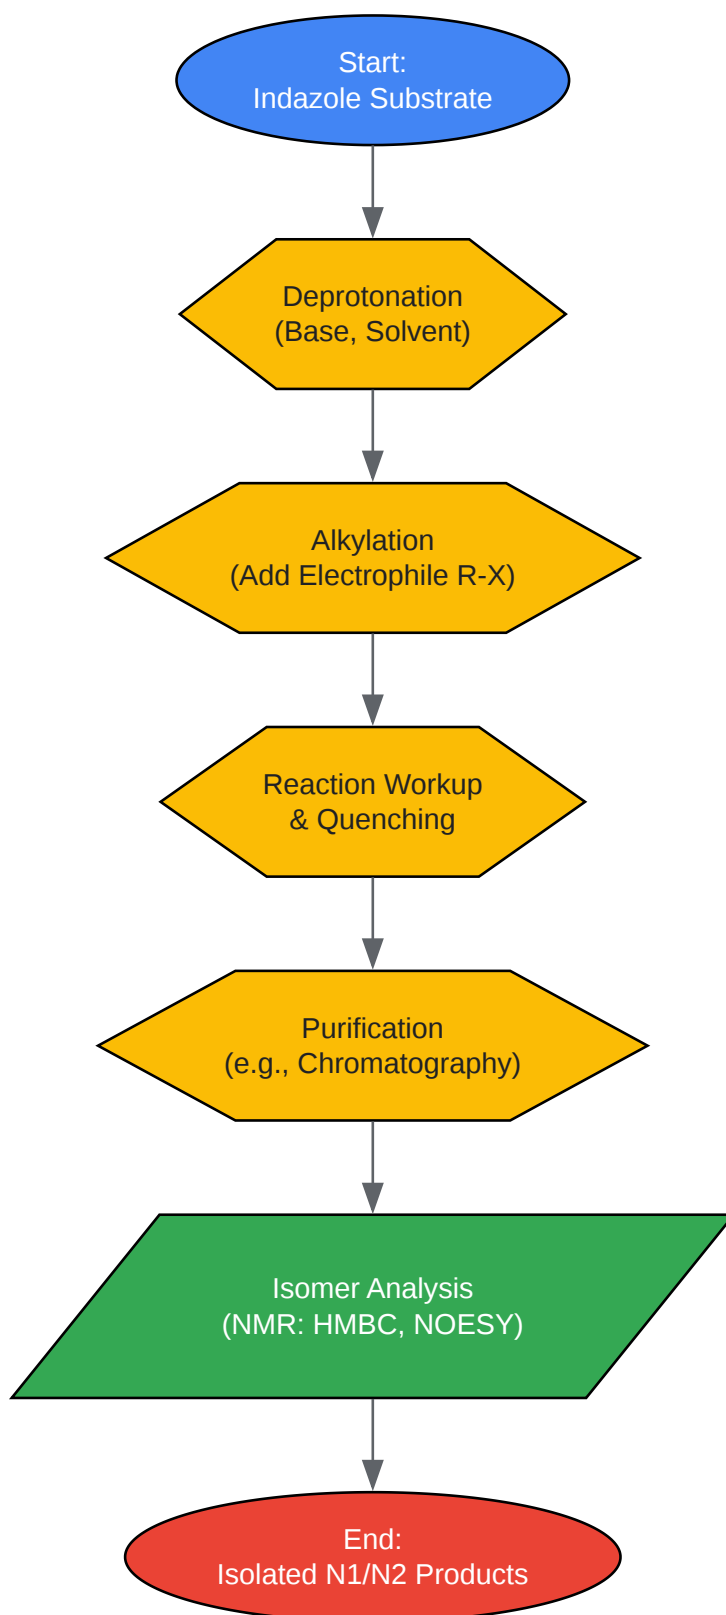 Start:
Indazole Substrate
Deprotonation
(Base, Solvent)
Alkylation
(Add Electrophile R-X)
Reaction Workup
& Quenching
Purification
(e.g., Chromatography)
Isomer Analysis
(NMR: HMBC, NOESY)
End:
Isolated N1/N2 Products